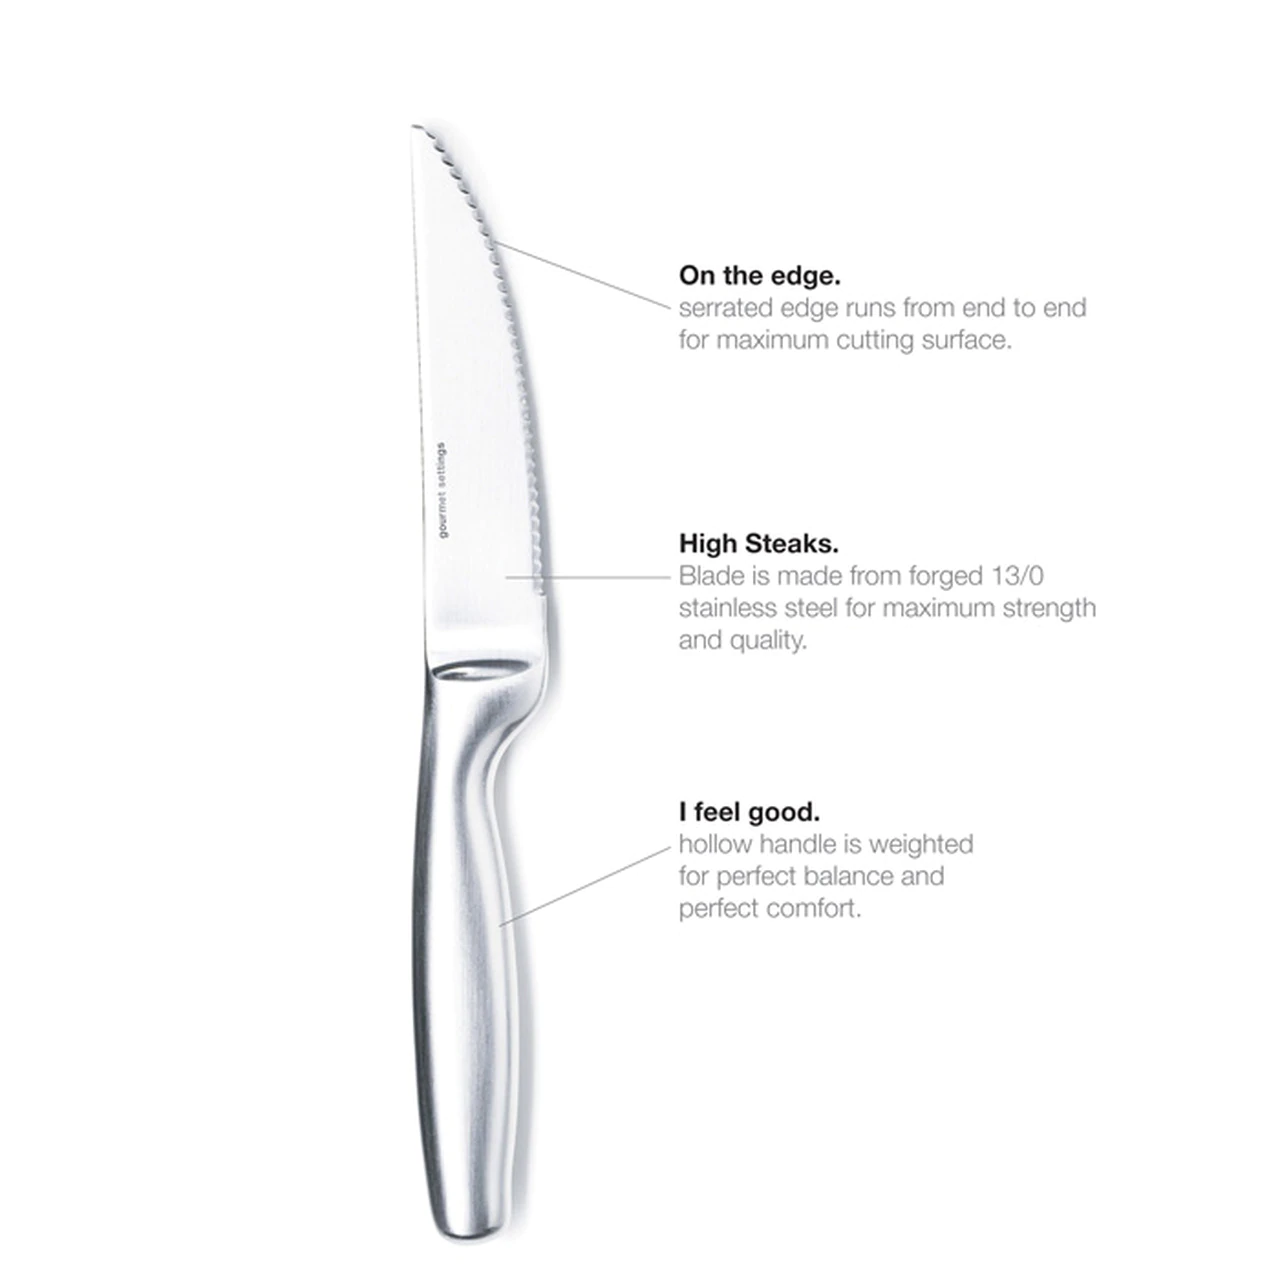 On the edge.
serrated edge runs from end to end
for maximum cutting surface.
gourmet settings
High Steaks.
Blade is made from forged 13/0
stainless steel for maximum strength
and quality.
I feel good.
hollow handle is weighted
for perfect balance and
perfect comfort.